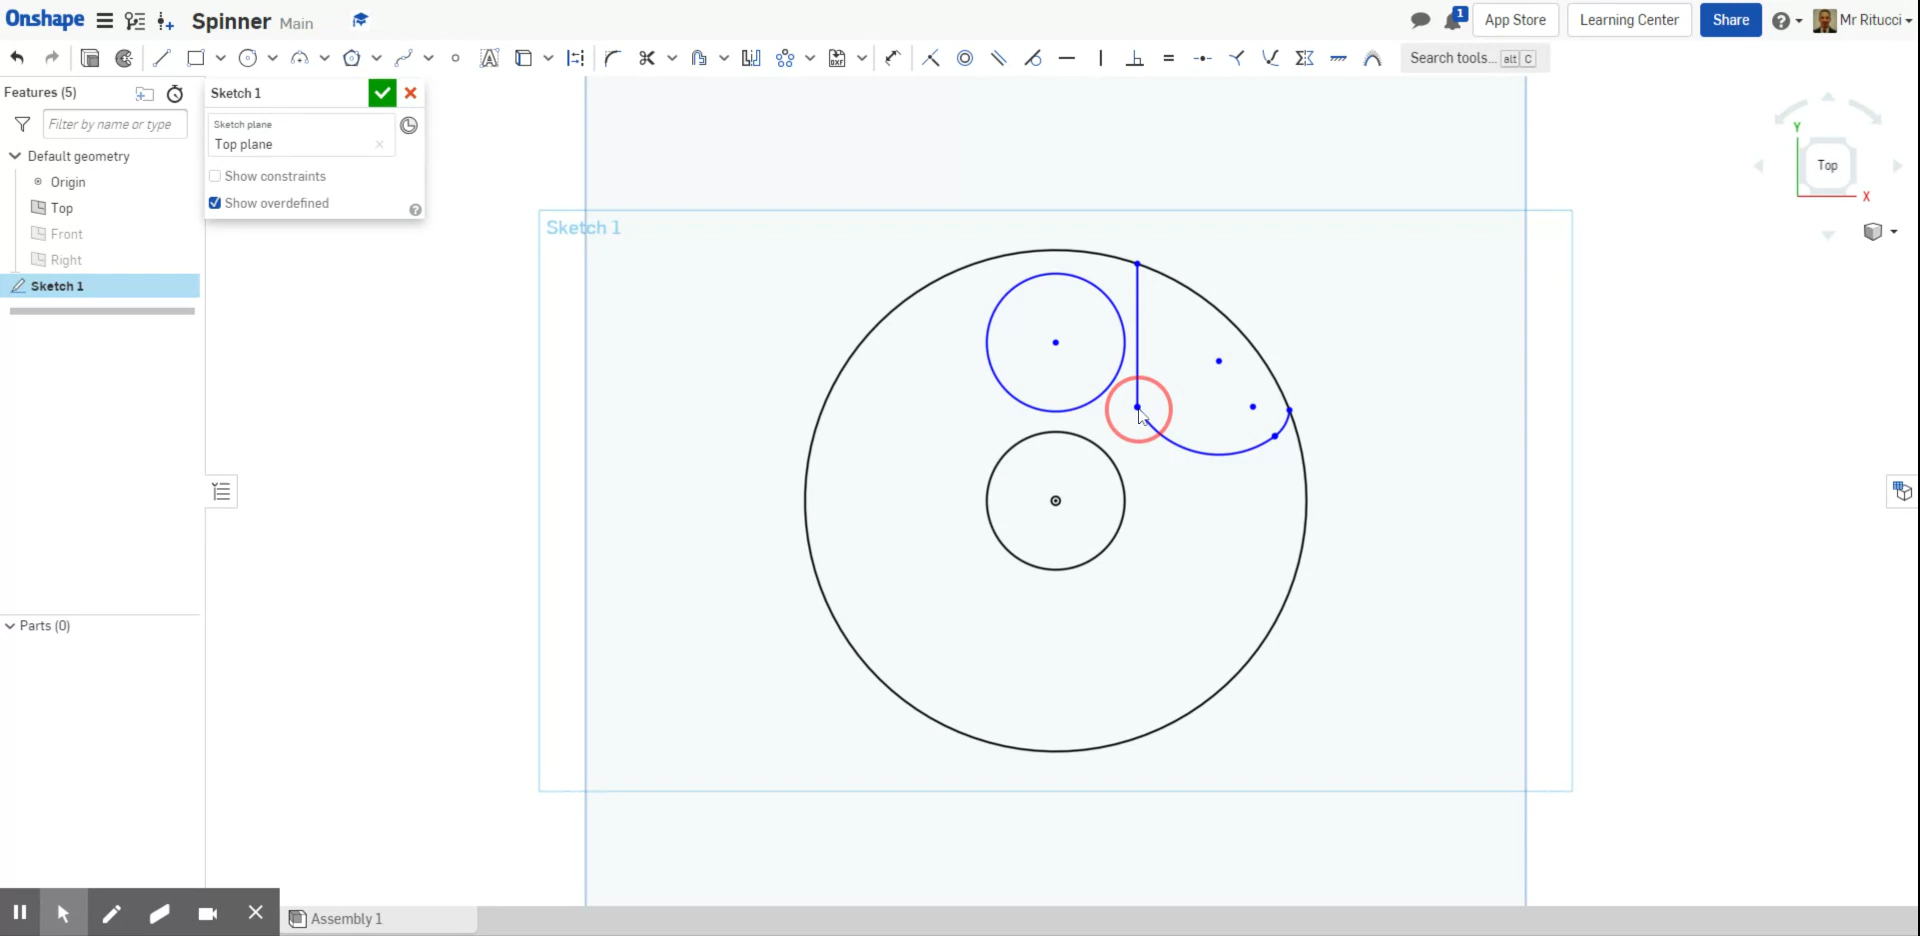 Onshape Spinner Main 1 App Store Learning Center Share Mr Ritucci
Search tools... alt C
Features (5)
Filter by name or type
Default geometry
Origin
Top
Front
Right
Sketch 1
Parts (0)
Sketch 1
Sketch plane
Top plane
Show constraints
Show overdefined
Sketch 1
Y
Top
X
Assembly 1